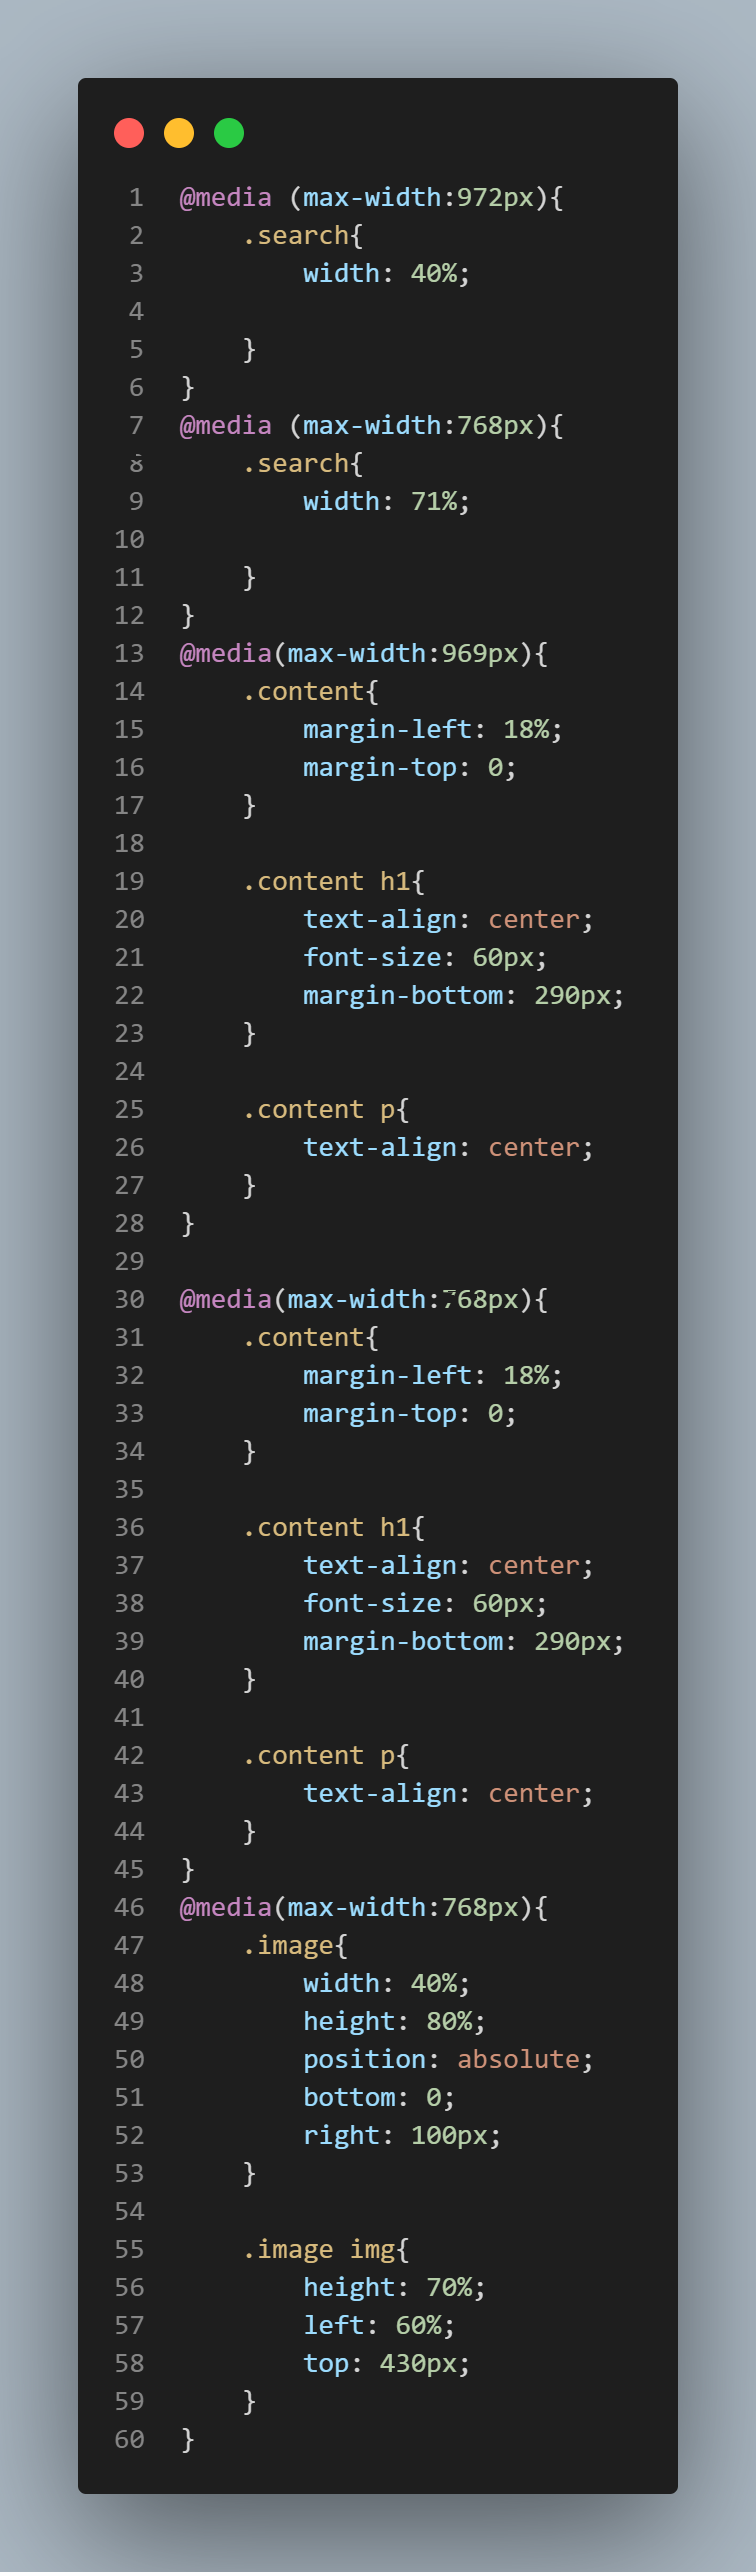 1 @media (max-width:972px){
2     .search{
3         width: 40%;
4
5     }
6 }
7 @media (max-width:768px){
8     .search{
9         width: 71%;
10
11     }
12 }
13 @media(max-width:969px){
14     .content{
15         margin-left: 18%;
16         margin-top: 0;
17     }
18
19     .content h1{
20         text-align: center;
21         font-size: 60px;
22         margin-bottom: 290px;
23     }
24
25     .content p{
26         text-align: center;
27     }
28 }
29
30 @media(max-width:768px){
31     .content{
32         margin-left: 18%;
33         margin-top: 0;
34     }
35
36     .content h1{
37         text-align: center;
38         font-size: 60px;
39         margin-bottom: 290px;
40     }
41
42     .content p{
43         text-align: center;
44     }
45 }
46 @media(max-width:768px){
47     .image{
48         width: 40%;
49         height: 80%;
50         position: absolute;
51         bottom: 0;
52         right: 100px;
53     }
54
55     .image img{
56         height: 70%;
57         left: 60%;
58         top: 430px;
59     }
60 }